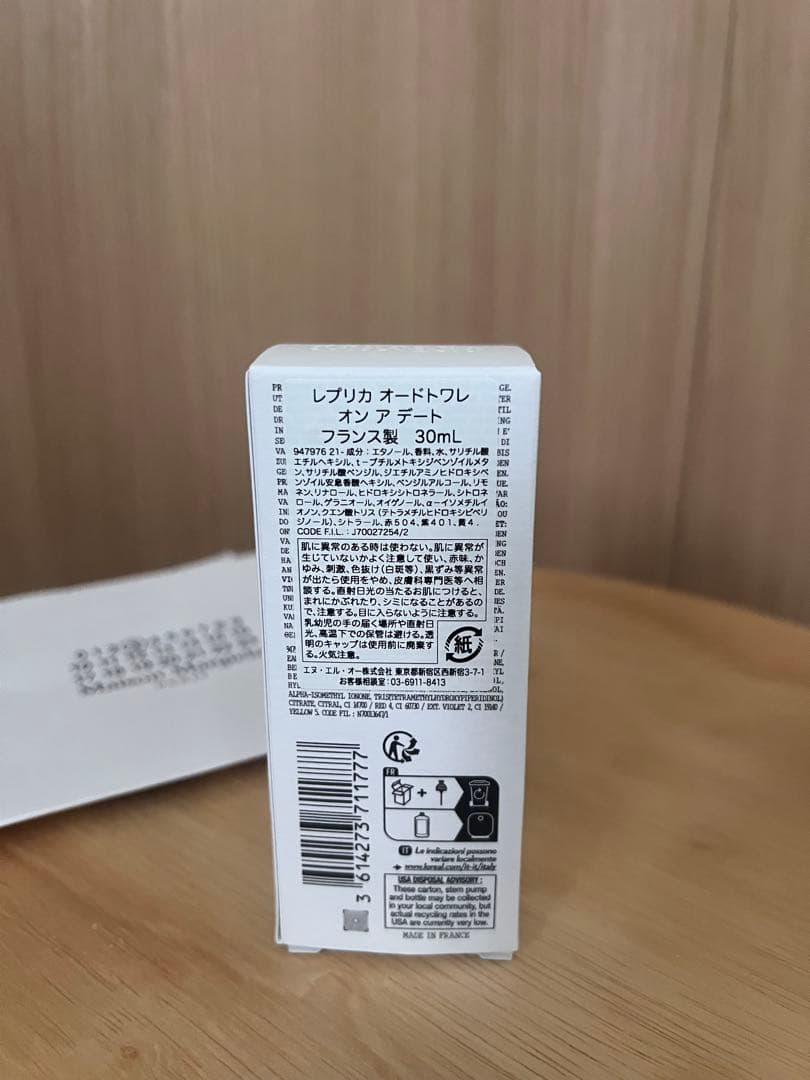 レプリカ オードトワレ
オン ア デート
フランス製 30mL
947976 21 - 成分：エタノール、香料、水、サリチル酸
エチルヘキシル、t－ブチルメトキシジベンゾイルメタ
ン、サリチル酸ベンジル、ジエチルアミノヒドロキシベ
ンゾイル安息香酸ヘキシル、ベンジルアルコール、リモ
ネン、リナロール、ヒドロキシシトロネラール、シトロネ
ロール、ゲラニオール、オイゲノール、α－イソメチルイ
オノン、クエン酸トリス（テトラメチルヒドロキシピペリ
ジノール）、シトラール、赤504、紫401、黄4．
CODE F.I.L. : J70027254/2
肌に異常のある時は使わない。肌に異常が
生じていないかよく注意して使い、赤味、か
ゆみ、刺激、色抜け（白斑等）、黒ずみ等異常
が出たら使用をやめ、皮膚科専門医等へ相
談する。直射日光の当たるお肌につけると、
まれにかぶれたり、シミになることがあるの
で、注意する。目に入らないように注意する。
乳幼児の手の届く場所や直射日
光、高温下での保管は避ける。透
明のキャップは使用前に廃棄す
る。火気注意。
紙
エヌ・エル・オー株式会社 東京都新宿区西新宿3-7-1
お客様相談室：03-6911-8413
ALPHA-ISOMETHYL IONONE, TRIS(TETRAMETHYLHYDROXYPIPERIDINOL)
CITRATE, CITRAL, CI 14700 / RED 4, CI 60730 / EXT. VIOLET 2, CI 19140 /
YELLOW 5. CODE FIL :
3 614273 711777
FR
IT Le indicazioni possono
variare localmente
www.loreal.com/it-it/italy
USA DISPOSAL ADVISORY :
These carton, stem pump
and bottle may be collected
in your local community, but
actual recycling rates in the
USA are currently very low.
MADE IN FRANCE